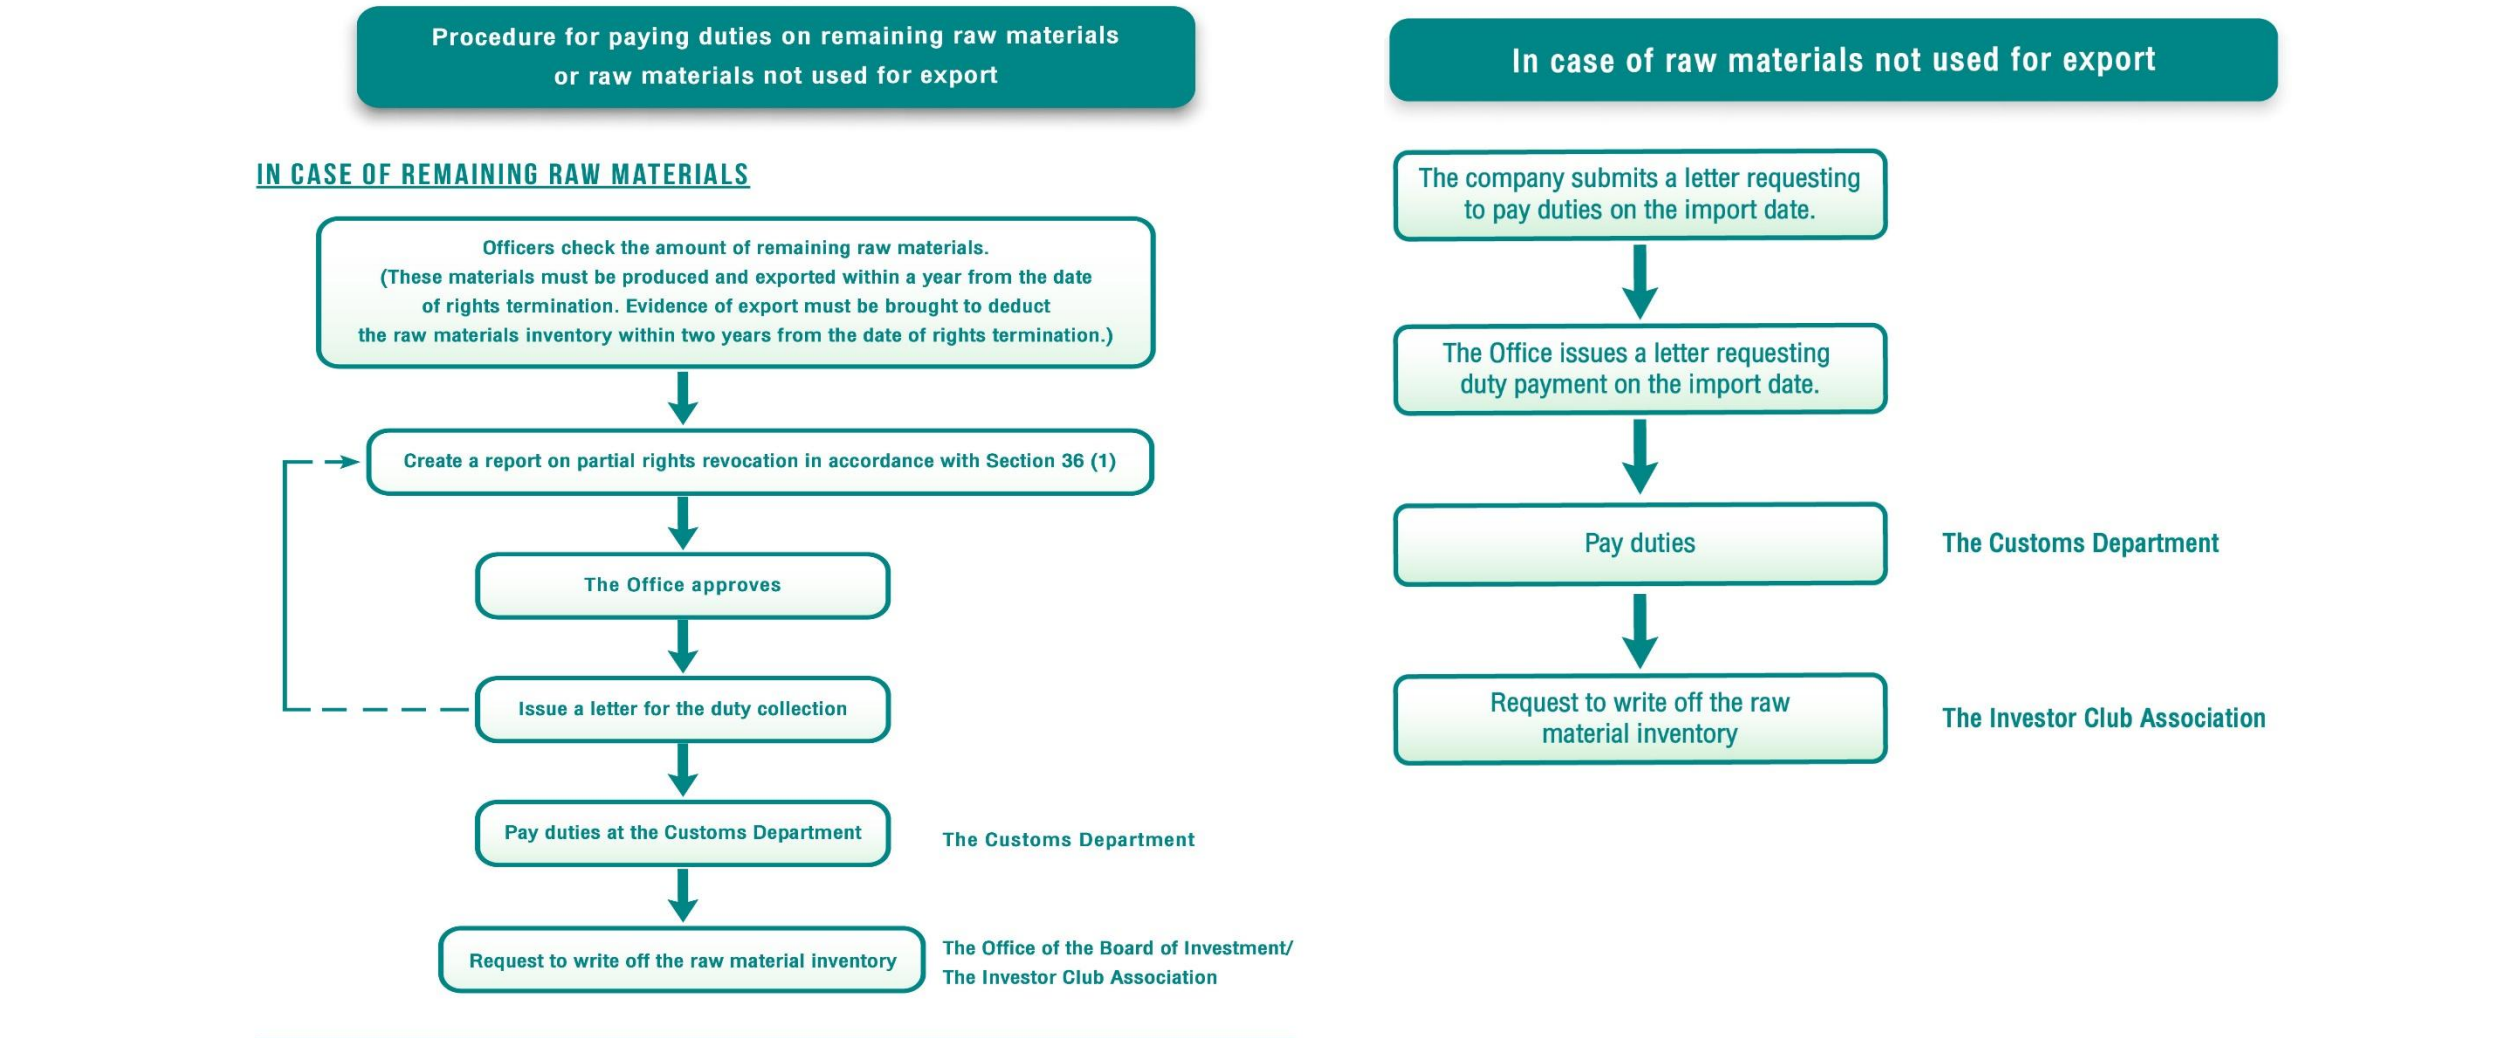 Procedure for paying duties on remaining raw materials
or raw materials not used for export
IN CASE OF REMAINING RAW MATERIALS
Officers check the amount of remaining raw materials.
(These materials must be produced and exported within a year from the date
of rights termination. Evidence of export must be brought to deduct
the raw materials inventory within two years from the date of rights termination.)
Create a report on partial rights revocation in accordance with Section 36 (1)
The Office approves
Issue a letter for the duty collection
Pay duties at the Customs Department
The Customs Department
Request to write off the raw material inventory
The Office of the Board of Investment/
The Investor Club Association
In case of raw materials not used for export
The company submits a letter requesting
to pay duties on the import date.
The Office issues a letter requesting
duty payment on the import date.
Pay duties
The Customs Department
Request to write off the raw
material inventory
The Investor Club Association